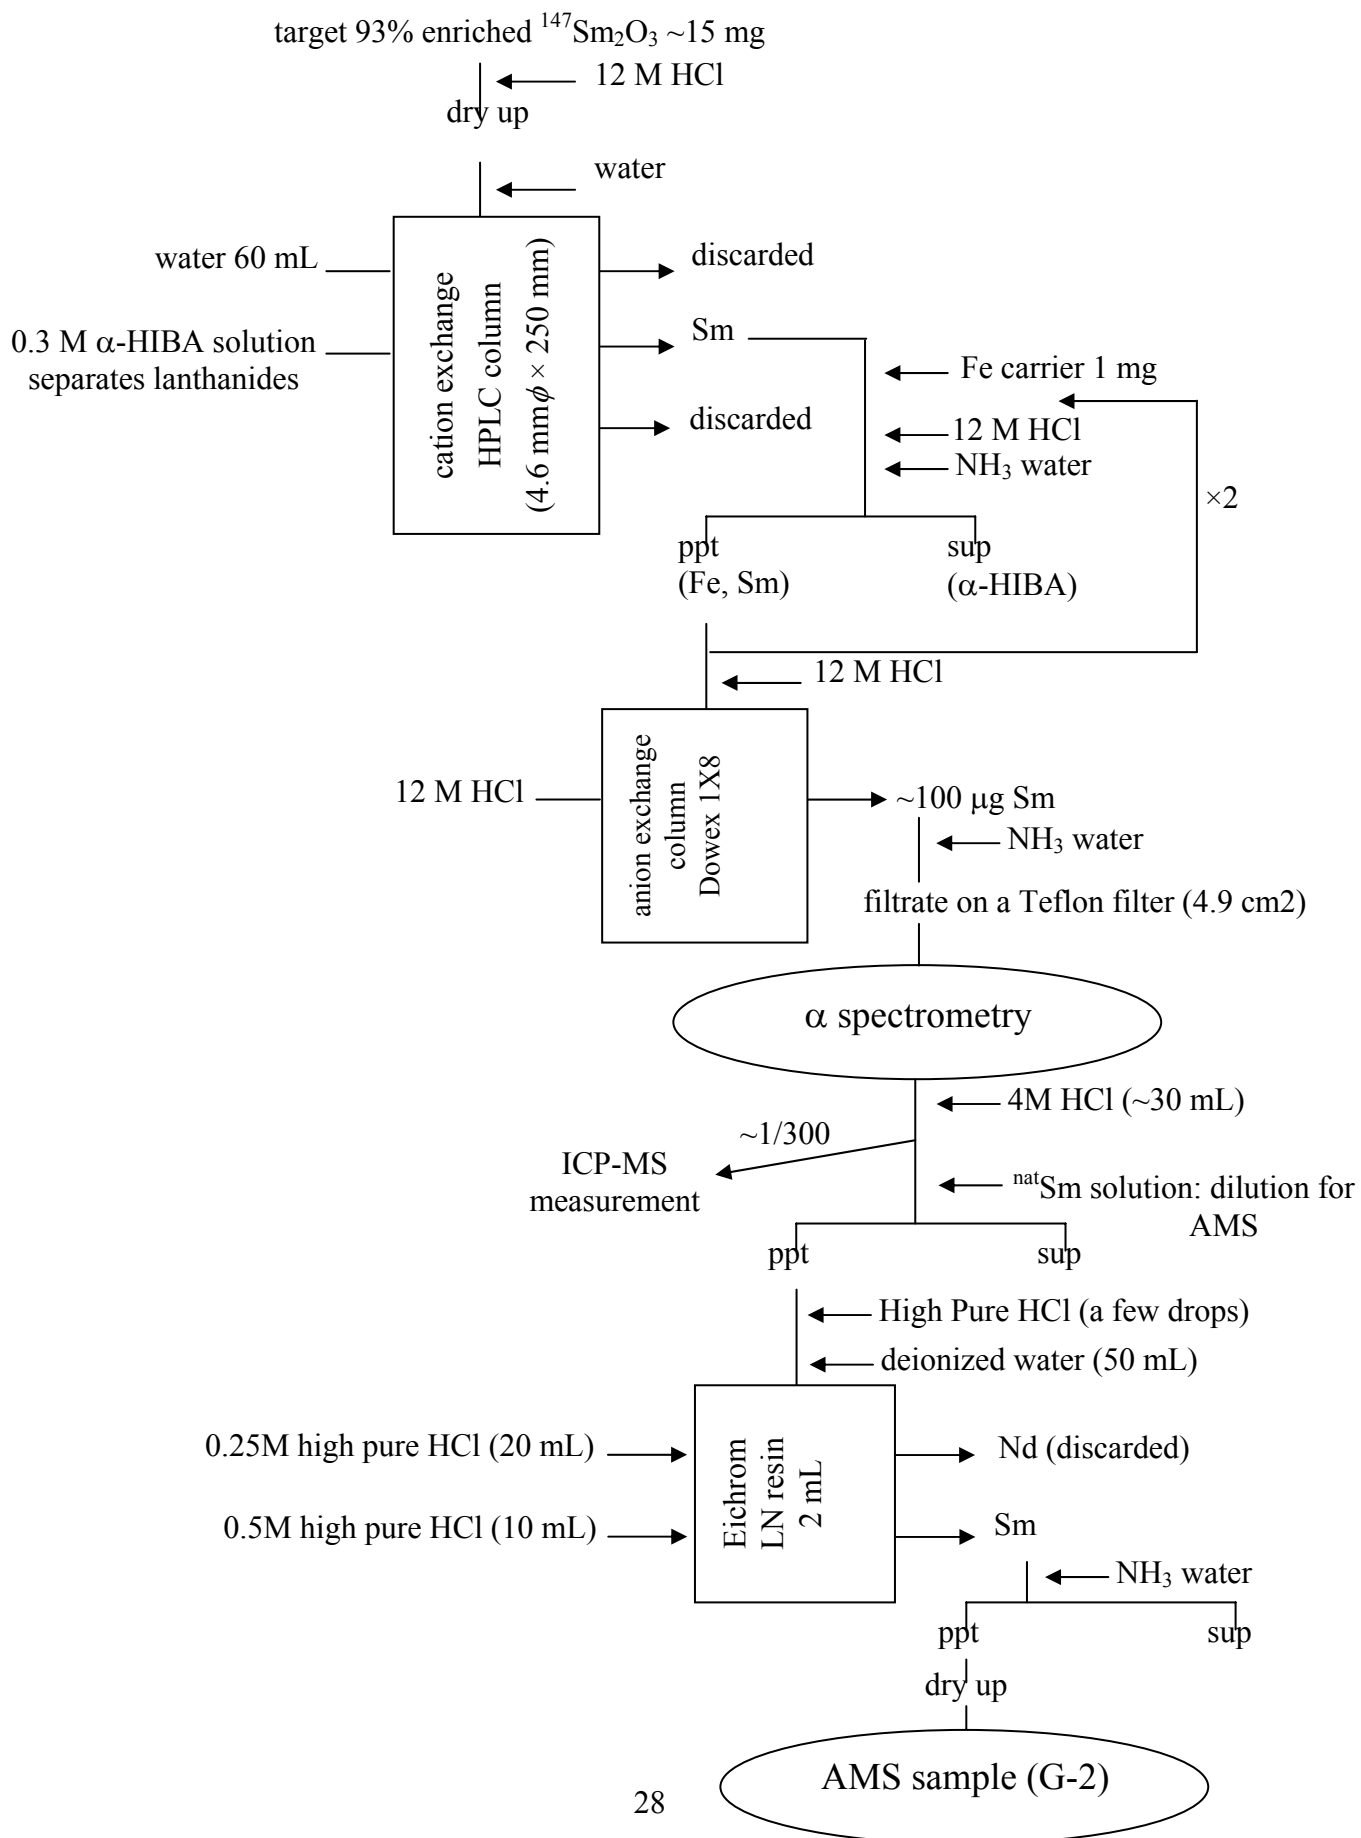 target 93% enriched ¹⁴⁷Sm₂O₃ ~15 mg
12 M HCl
dry up
water
water 60 mL
cation exchange
HPLC column
(4.6 mmϕ × 250 mm)
discarded
0.3 M α-HIBA solution
separates lanthanides
Sm
discarded
Fe carrier 1 mg
12 M HCl
NH₃ water
×2
ppt
(Fe, Sm)
sup
(α-HIBA)
12 M HCl
12 M HCl
anion exchange
column
Dowex 1X8
~100 μg Sm
NH₃ water
filtrate on a Teflon filter (4.9 cm2)
α spectrometry
4M HCl (~30 mL)
~1/300
ICP-MS
measurement
ⁿᵃᵗSm solution: dilution for
AMS
ppt
sup
High Pure HCl (a few drops)
deionized water (50 mL)
0.25M high pure HCl (20 mL)
Eichrom
LN resin
2 mL
Nd (discarded)
0.5M high pure HCl (10 mL)
Sm
NH₃ water
ppt
sup
dry up
AMS sample (G-2)
28